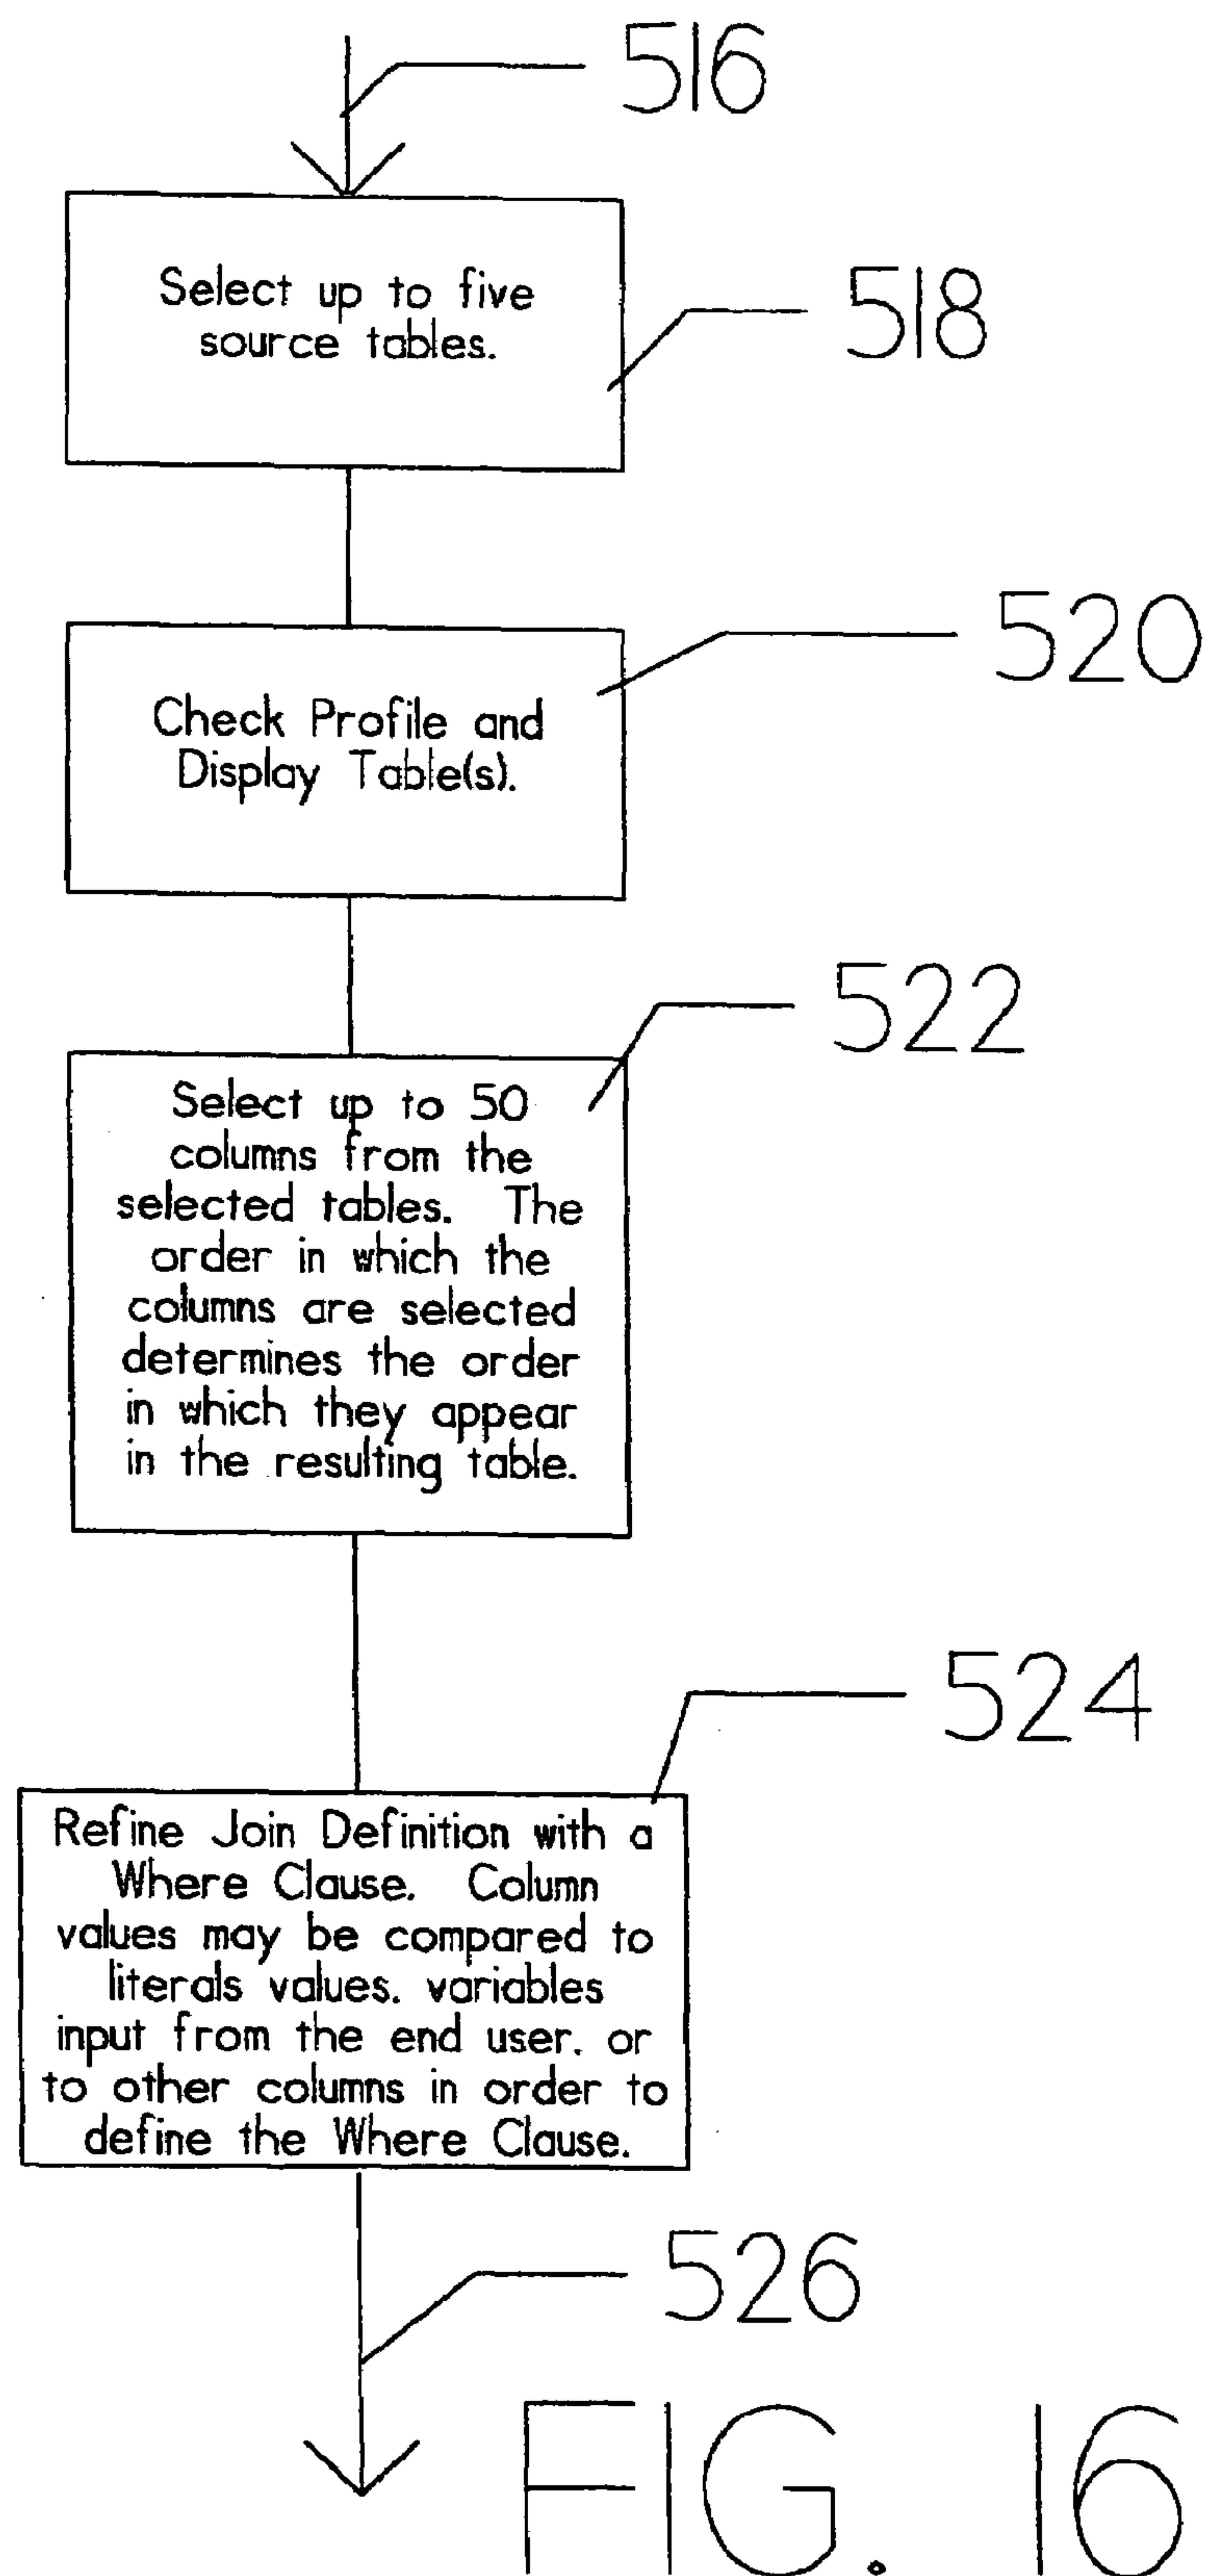 516
Select up to five
source tables.
518
Check Profile and
Display Table(s).
520
Select up to 50
columns from the
selected tables. The
order in which the
columns are selected
determines the order
in which they appear
in the resulting table.
522
Refine Join Definition with a
Where Clause. Column
values may be compared to
literals values. variables
input from the end user. or
to other columns in order to
define the Where Clause.
524
526
FIG. 16